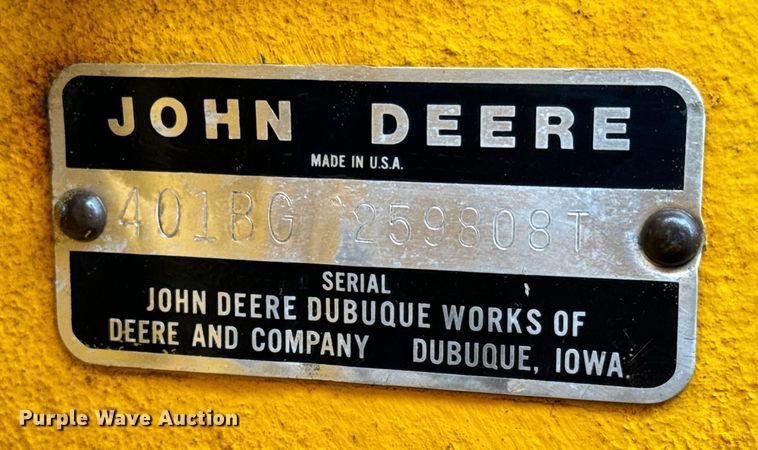 JOHN DEERE
MADE IN U.S.A.
401BG 259808T
SERIAL
JOHN DEERE DUBUQUE WORKS OF
DEERE AND COMPANY DUBUQUE, IOWA
Purple Wave Auction